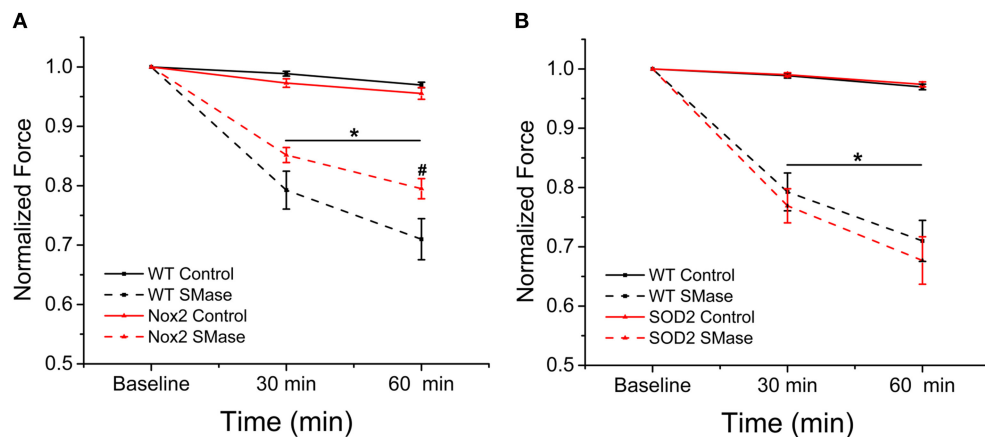 A
Normalized Force
1.0
0.9
0.8
0.7
0.6
0.5
*
#
WT Control
WT SMase
Nox2 Control
Nox2 SMase
Baseline
30 min
60 min
Time (min)
B
Normalized Force
1.0
0.9
0.8
0.7
0.6
0.5
*
WT Control
WT SMase
SOD2 Control
SOD2 SMase
Baseline
30 min
60 min
Time (min)